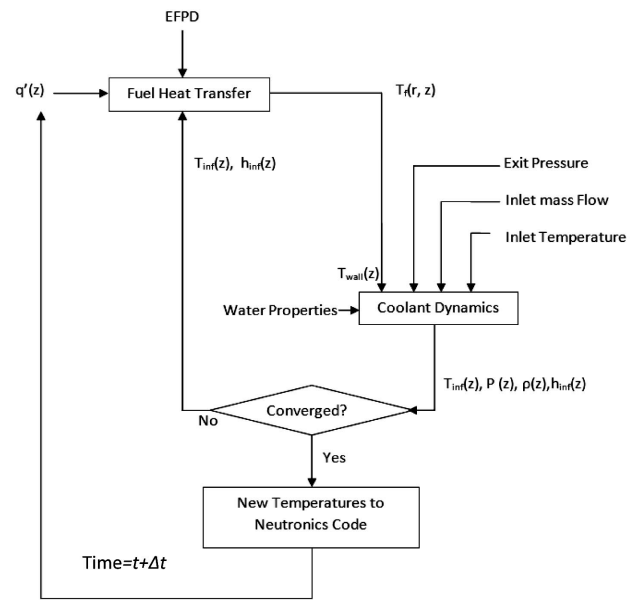 EFPD
q'(z)
Fuel Heat Transfer
Tf(r, z)
Tinf(z), hinf(z)
Exit Pressure
Inlet mass Flow
Inlet Temperature
Twall(z)
Water Properties
Coolant Dynamics
Tinf(z), P (z), ρ(z),hinf(z)
Converged?
No
Yes
New Temperatures to
Neutronics Code
Time=t+Δt